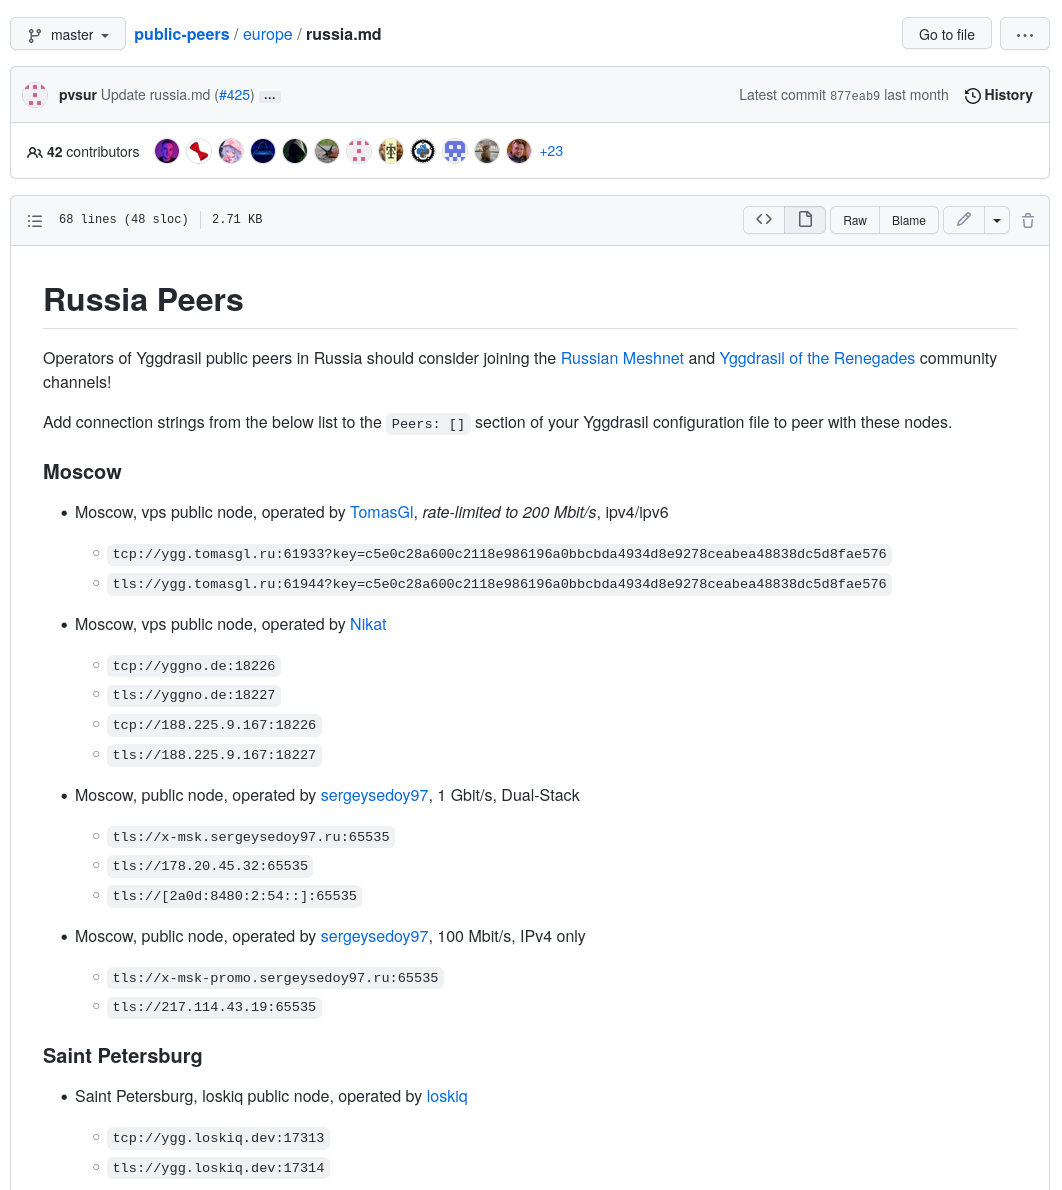 master public-peers / europe / russia.md Go to file ...
pvsur Update russia.md (#425) ... Latest commit 877eab9 last month History
42 contributors +23
68 lines (48 sloc) 2.71 KB Raw Blame
Russia Peers
Operators of Yggdrasil public peers in Russia should consider joining the Russian Meshnet and Yggdrasil of the Renegades community
channels!
Add connection strings from the below list to the Peers: [] section of your Yggdrasil configuration file to peer with these nodes.
Moscow
• Moscow, vps public node, operated by TomasGl, rate-limited to 200 Mbit/s, ipv4/ipv6
○ tcp://ygg.tomasgl.ru:61933?key=c5e0c28a600c2118e986196a0bbcbda4934d8e9278ceabea48838dc5d8fae576
○ tls://ygg.tomasgl.ru:61944?key=c5e0c28a600c2118e986196a0bbcbda4934d8e9278ceabea48838dc5d8fae576
• Moscow, vps public node, operated by Nikat
○ tcp://yggno.de:18226
○ tls://yggno.de:18227
○ tcp://188.225.9.167:18226
○ tls://188.225.9.167:18227
• Moscow, public node, operated by sergeysedoy97, 1 Gbit/s, Dual-Stack
○ tls://x-msk.sergeysedoy97.ru:65535
○ tls://178.20.45.32:65535
○ tls://[2a0d:8480:2:54::]:65535
• Moscow, public node, operated by sergeysedoy97, 100 Mbit/s, IPv4 only
○ tls://x-msk-promo.sergeysedoy97.ru:65535
○ tls://217.114.43.19:65535
Saint Petersburg
• Saint Petersburg, loskiq public node, operated by loskiq
○ tcp://ygg.loskiq.dev:17313
○ tls://ygg.loskiq.dev:17314